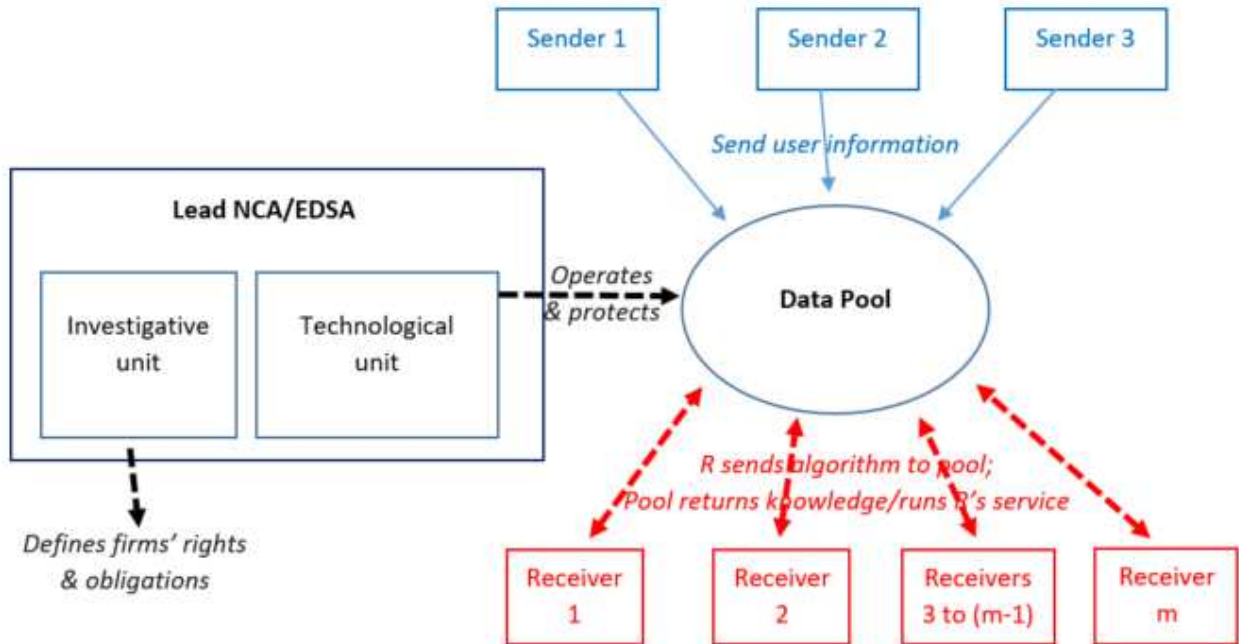 Sender 1
Sender 2
Sender 3
Send user information
Lead NCA/EDSA
Investigative
unit
Technological
unit
Operates
& protects
Data Pool
Defines firms' rights
& obligations
R sends algorithm to pool;
Pool returns knowledge/runs R's service
Receiver
1
Receiver
2
Receivers
3 to (m-1)
Receiver
m